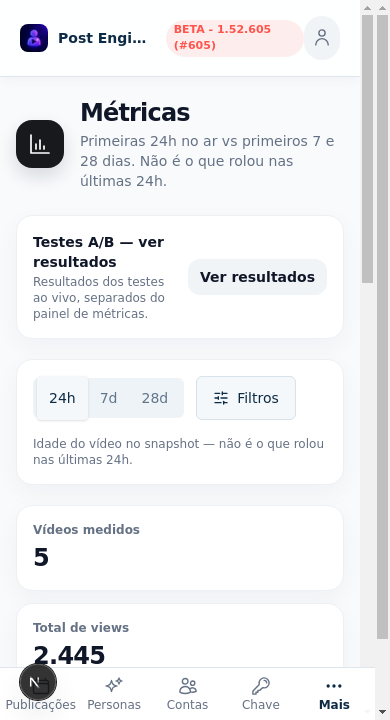 Post Engi...
BETA - 1.52.605
(#605)
Métricas
Primeiras 24h no ar vs primeiros 7 e
28 dias. Não é o que rolou nas
últimas 24h.
Testes A/B — ver
resultados
Resultados dos testes
ao vivo, separados do
painel de métricas.
Ver resultados
24h
7d
28d
Filtros
Idade do vídeo no snapshot — não é o que rolou
nas últimas 24h.
Vídeos medidos
5
Total de views
2.445
N
Publicações
Personas
Contas
Chave
Mais